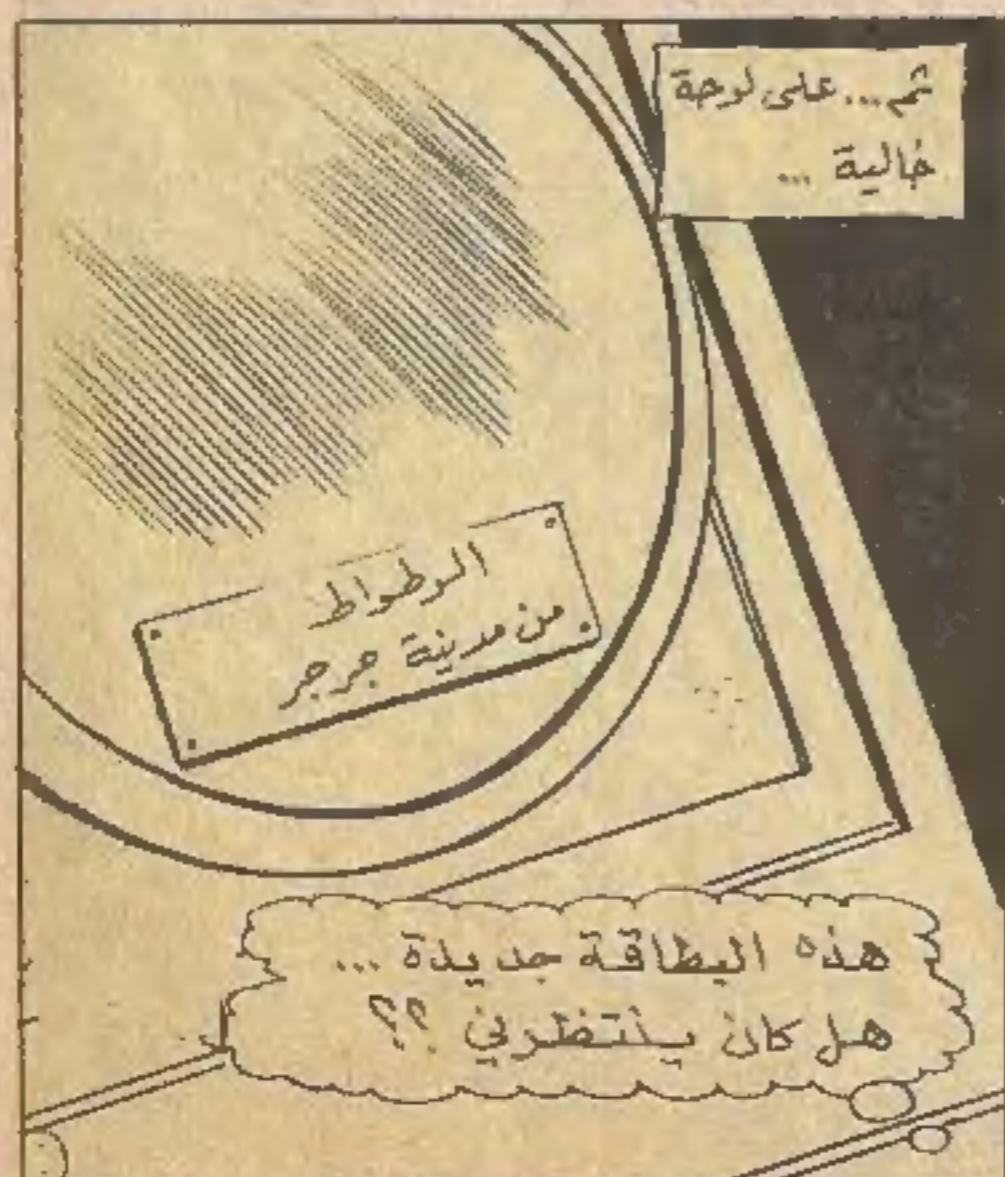 ثم... على لوحة
خالية ...
الوطواط
من مدينة جرجر
هذه البطاقة جديدة ...
هل كان ينتظرني ؟؟